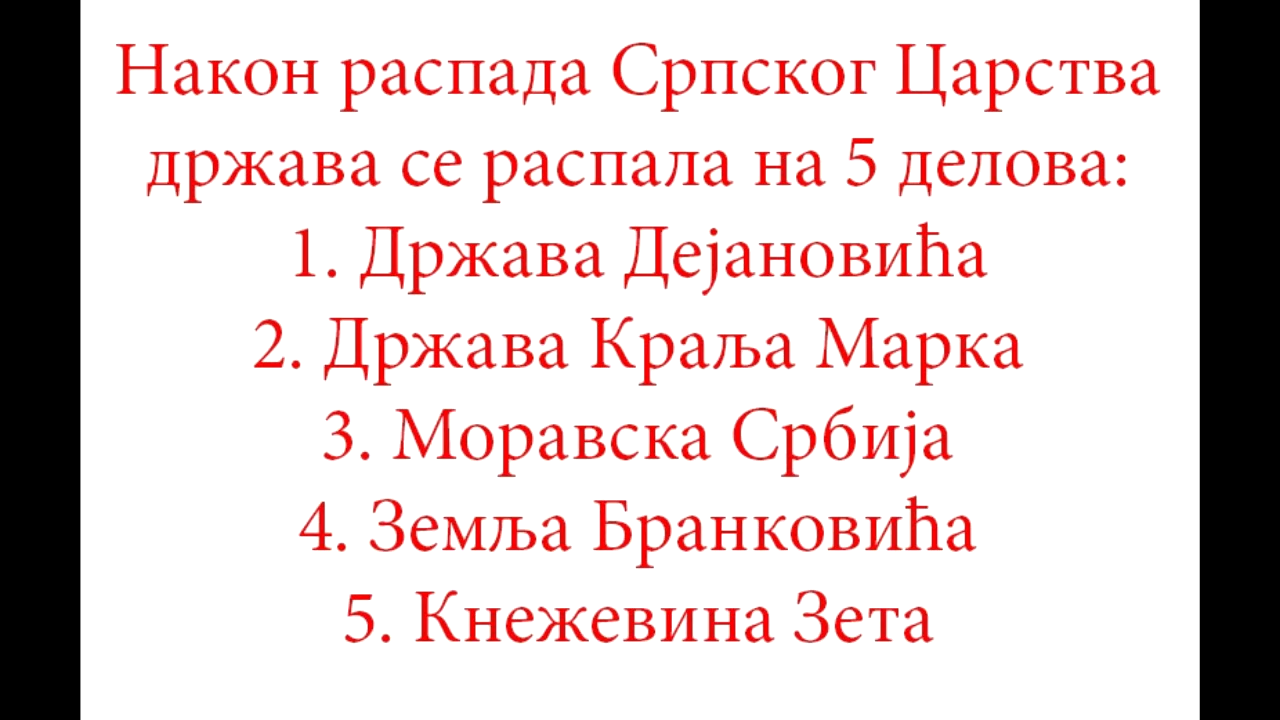 Након распада Српског Царства
држава се распала на 5 делова:
1. Држава Дејановића
2. Држава Краља Марка
3. Моравска Србија
4. Земља Бранковића
5. Кнежевина Зета